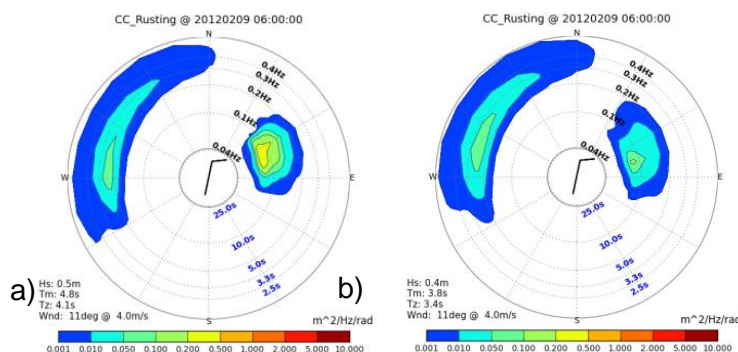 CC_Rusting @ 20120209 06:00:00
N
0.4Hz
0.3Hz
0.2Hz
0.1Hz
0.04Hz
W
E
25.0s
10.0s
5.0s
3.3s
2.5s
S
a)
Hs: 0.5m
Tm: 4.8s
Tz: 4.1s
Wnd: 11deg @ 4.0m/s
m^2/Hz/rad
0.001 0.010 0.050 0.100 0.200 0.500 1.000 2.000 5.000 10.000
CC_Rusting @ 20120209 06:00:00
N
0.4Hz
0.3Hz
0.2Hz
0.1Hz
0.04Hz
W
E
25.0s
10.0s
5.0s
3.3s
2.5s
S
b)
Hs: 0.4m
Tm: 3.8s
Tz: 3.4s
Wnd: 11deg @ 4.0m/s
m^2/Hz/rad
0.001 0.010 0.050 0.100 0.200 0.500 1.000 2.000 5.000 10.000